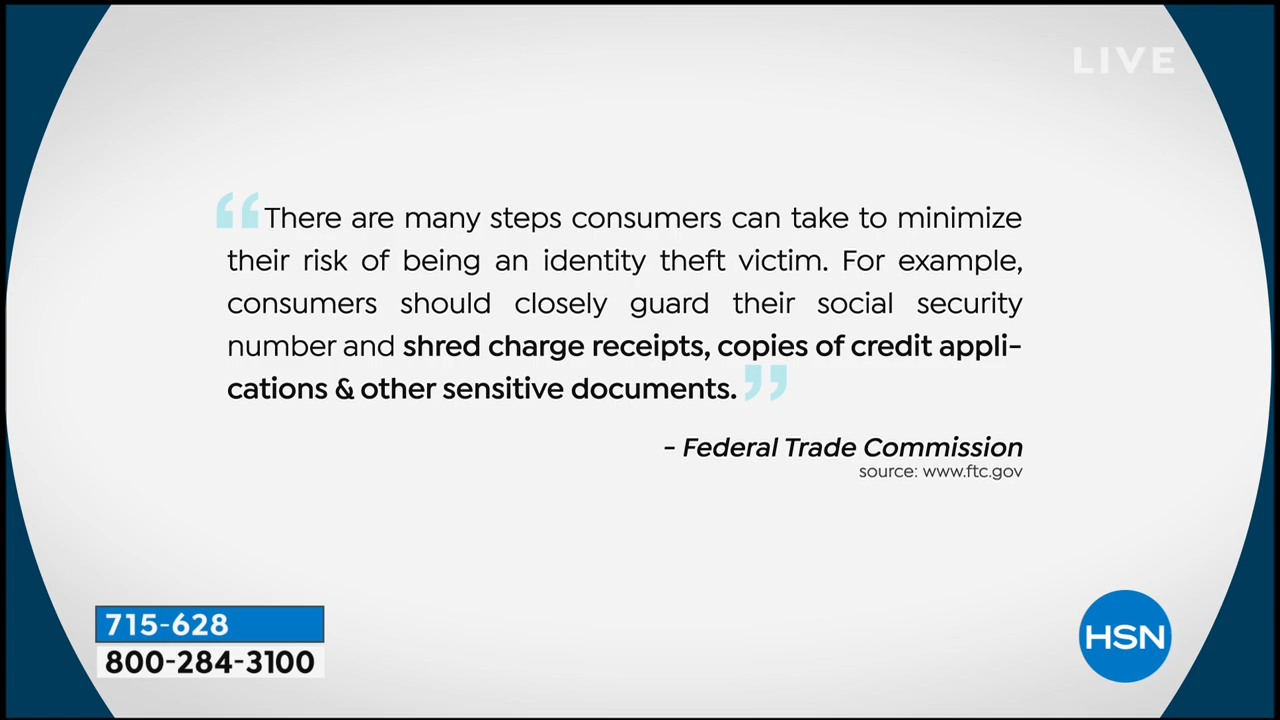 LIVE
“There are many steps consumers can take to minimize
their risk of being an identity theft victim. For example,
consumers should closely guard their social security
number and shred charge receipts, copies of credit appli-
cations & other sensitive documents.”
- Federal Trade Commission
source: www.ftc.gov
715-628
800-284-3100
HSN